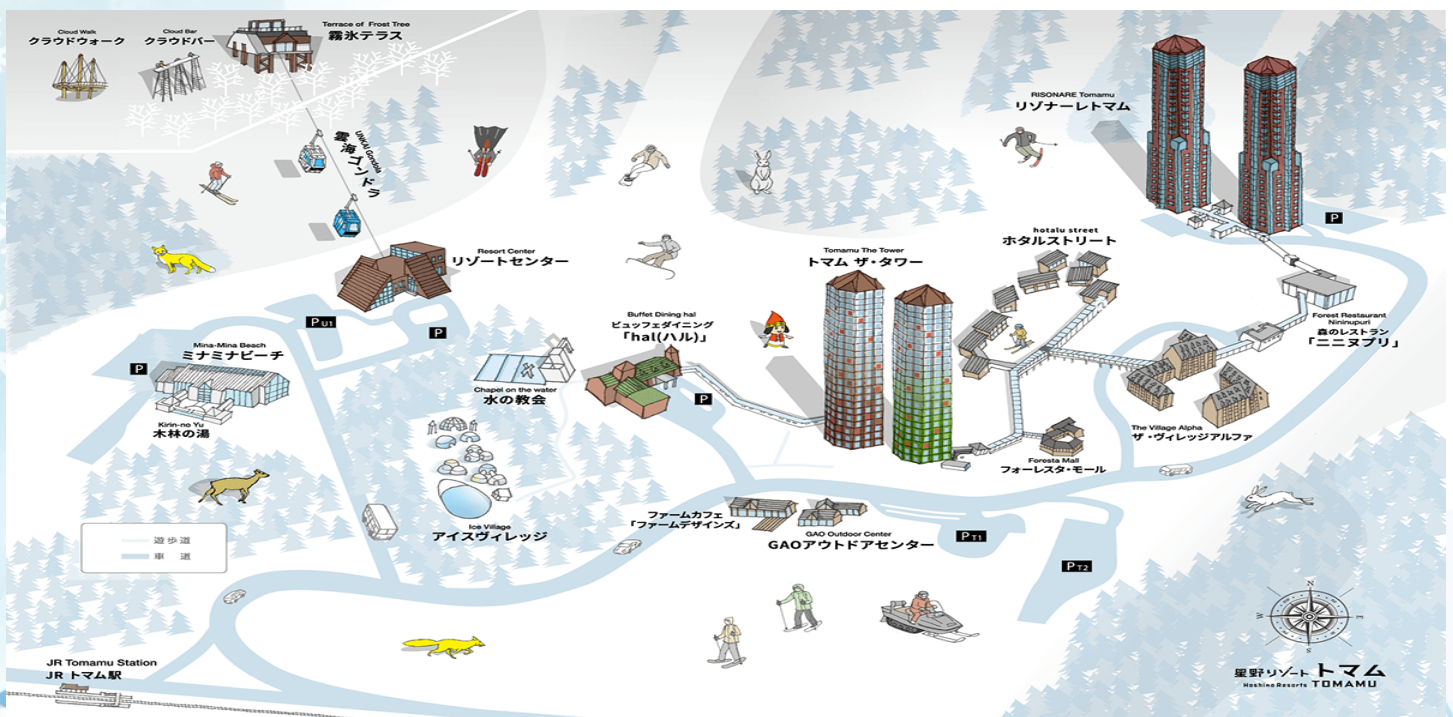 Cloud Walk
クラウドウォーク
Cloud Bar
クラウドバー
Terrace of Frost Tree
霧氷テラス
UNKAI Gondola
雲海ゴンドラ
RISONARE Tomamu
リゾナーレトマム
P
Resort Center
リゾートセンター
hotalu street
ホタルストリート
Tomamu The Tower
トマム ザ・タワー
P U1
P
Buffet Dining hal
ビュッフェダイニング
「hal(ハル)」
Forest Restaurant
Nininupuri
森のレストラン
「ニニヌプリ」
Mina-Mina Beach
ミナミナビーチ
P
Chapel on the water
水の教会
P
Kirin-no Yu
木林の湯
The Village Alpha
ザ・ヴィレッジアルファ
Foresta Mall
フォーレスタ・モール
Ice Village
アイスヴィレッジ
ファームカフェ
「ファームデザインズ」
GAO Outdoor Center
GAOアウトドアセンター
P T1
P T2
遊歩道
車 道
N
W
E
S
JR Tomamu Station
JR トマム駅
星野リゾート トマム
Hoshino Resorts TOMAMU